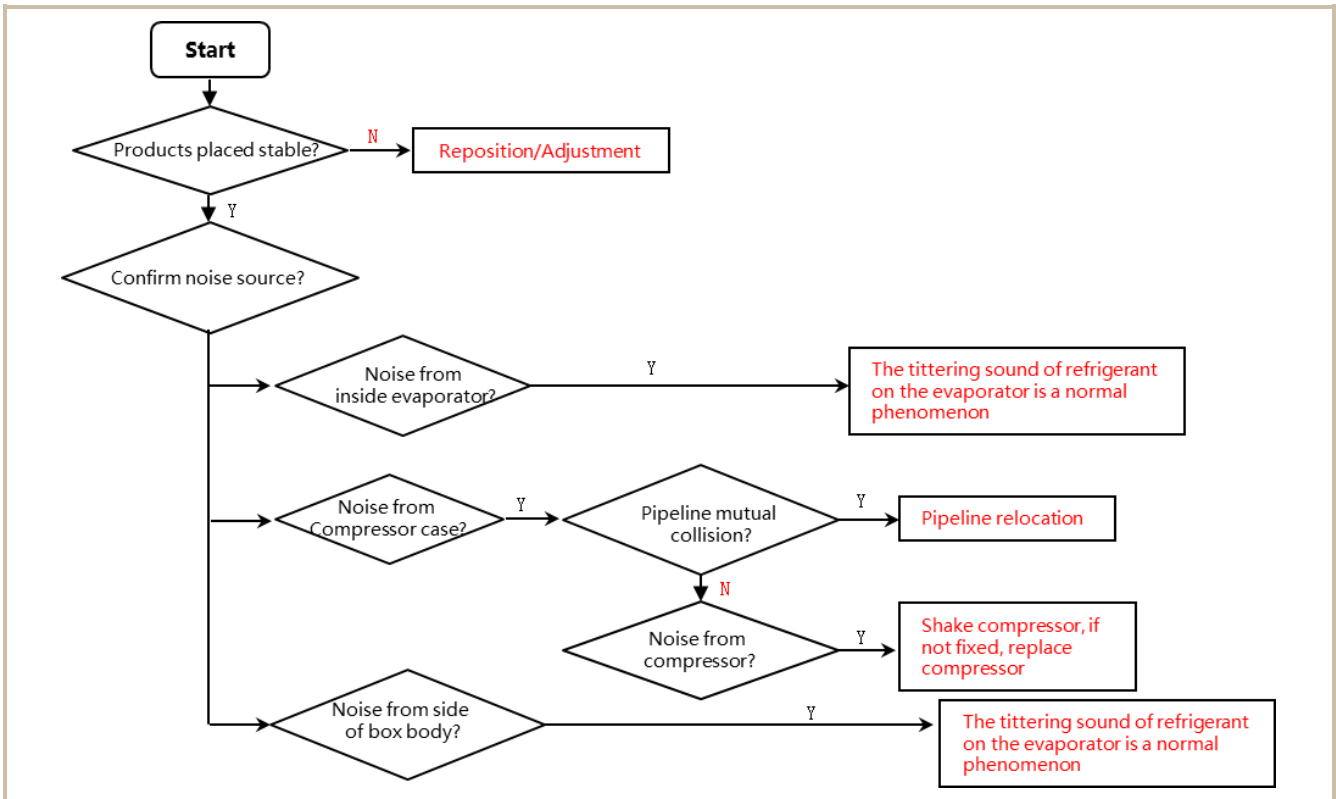 Start
Products placed stable?
N
Reposition/Adjustment
Y
Confirm noise source?
Noise from
inside evaporator?
Y
The tittering sound of refrigerant
on the evaporator is a normal
phenomenon
Noise from
Compressor case?
Y
Pipeline mutual
collision?
Y
Pipeline relocation
N
Noise from
compressor?
Y
Shake compressor, if
not fixed, replace
compressor
Noise from side
of box body?
Y
The tittering sound of refrigerant
on the evaporator is a normal
phenomenon